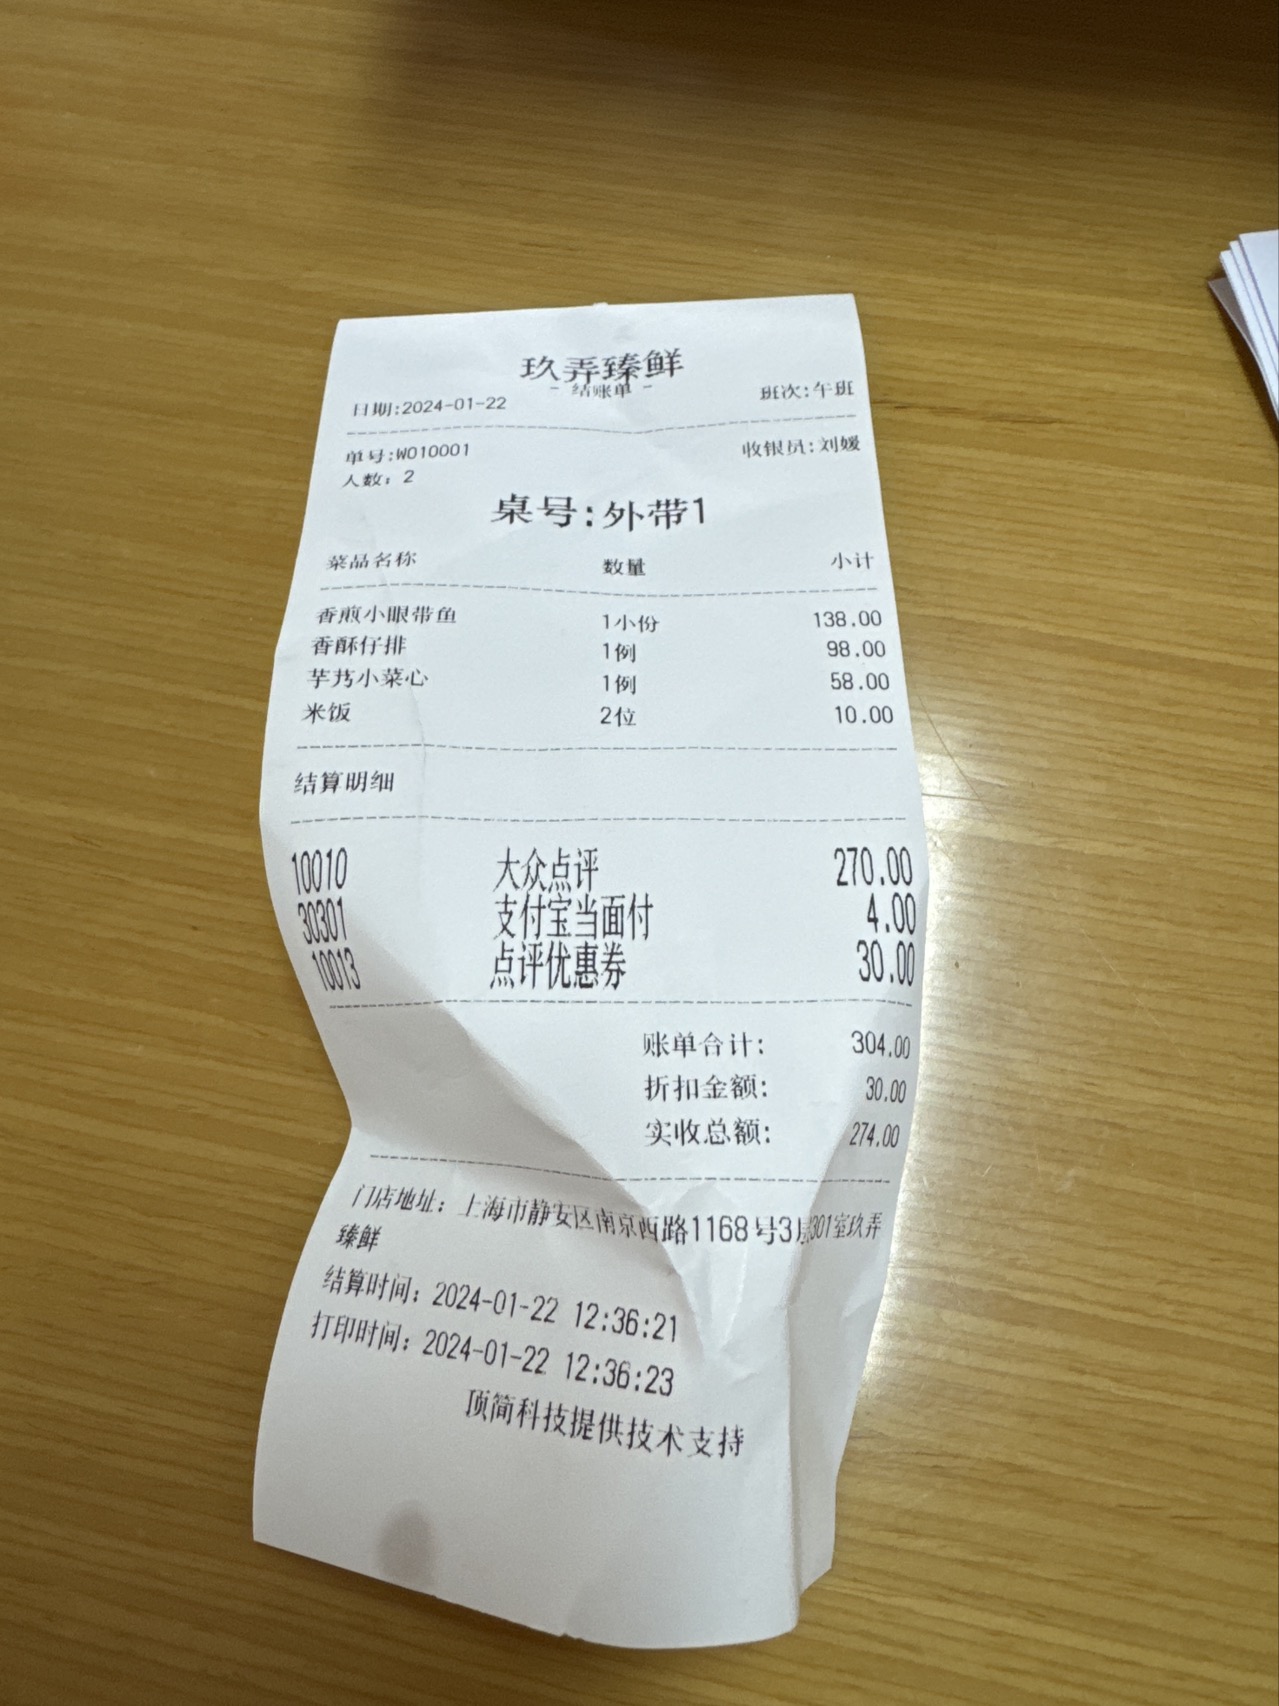 玖弄臻鲜
- 结账单 -
日期:2024-01-22 班次:午班
单号:W010001 收银员:刘媛
人数: 2
桌号:外带1
菜品名称 数量 小计
香煎小眼带鱼 1小份 138.00
香酥仔排 1例 98.00
芋艿小菜心 1例 58.00
米饭 2位 10.00
结算明细
10010 大众点评 270.00
30301 支付宝当面付 4.00
10013 点评优惠券 30.00
账单合计: 304.00
折扣金额: 30.00
实收总额: 274.00
门店地址: 上海市静安区南京西路1168号3层301室玖弄
臻鲜
结算时间: 2024-01-22 12:36:21
打印时间: 2024-01-22 12:36:23
顶简科技提供技术支持